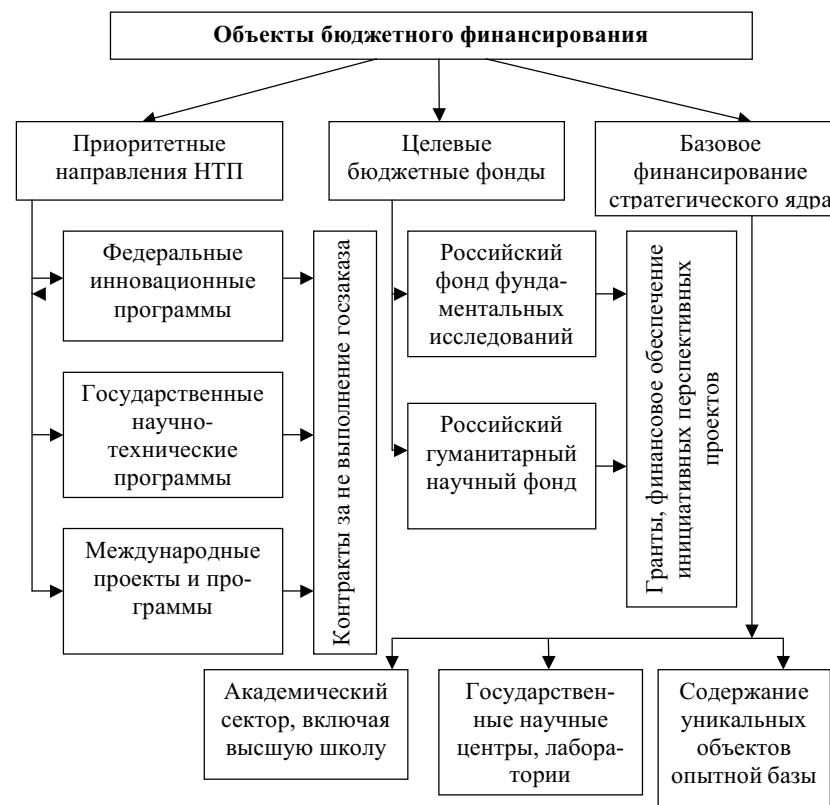 Объекты бюджетного финансирования
Приоритетные
направления НТП
Целевые
бюджетные фонды
Базовое
финансирование
стратегического ядра
Федеральные
инновационные
программы
Государственные
научно-
технические
программы
Международные
проекты и про-
граммы
Контракты за не выполнение госзаказа
Российский
фонд фунда-
ментальных
исследований
Российский
гуманитарный
научный фонд
Гранты, финансовое обеспечение
инициативных перспективных
проектов
Академический
сектор, включая
высшую школу
Государствен-
ные научные
центры, лабора-
тории
Содержание
уникальных
объектов
опытной базы